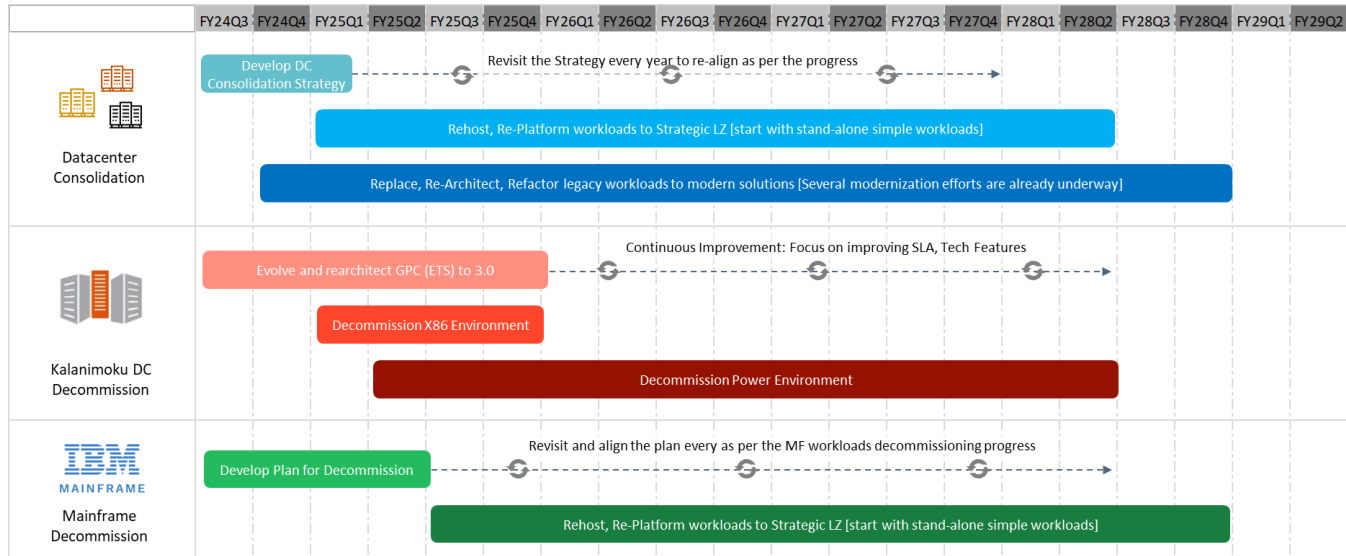 FY24Q3 FY24Q4 FY25Q1 FY25Q2 FY25Q3 FY25Q4 FY26Q1 FY26Q2 FY26Q3 FY26Q4 FY27Q1 FY27Q2 FY27Q3 FY27Q4 FY28Q1 FY28Q2 FY28Q3 FY28Q4 FY29Q1 FY29Q2
Datacenter
Consolidation
Develop DC
Consolidation Strategy
Revisit the Strategy every year to re-align as per the progress
Rehost, Re-Platform workloads to Strategic LZ [start with stand-alone simple workloads]
Replace, Re-Architect, Refactor legacy workloads to modern solutions [Several modernization efforts are already underway]
Kalanimoku DC
Decommission
Continuous Improvement: Focus on improving SLA, Tech Features
Evolve and rearchitect GPC (ETS) to 3.0
Decommission X86 Environment
Decommission Power Environment
IBM
MAINFRAME
Mainframe
Decommission
Revisit and align the plan every as per the MF workloads decommissioning progress
Develop Plan for Decommission
Rehost, Re-Platform workloads to Strategic LZ [start with stand-alone simple workloads]